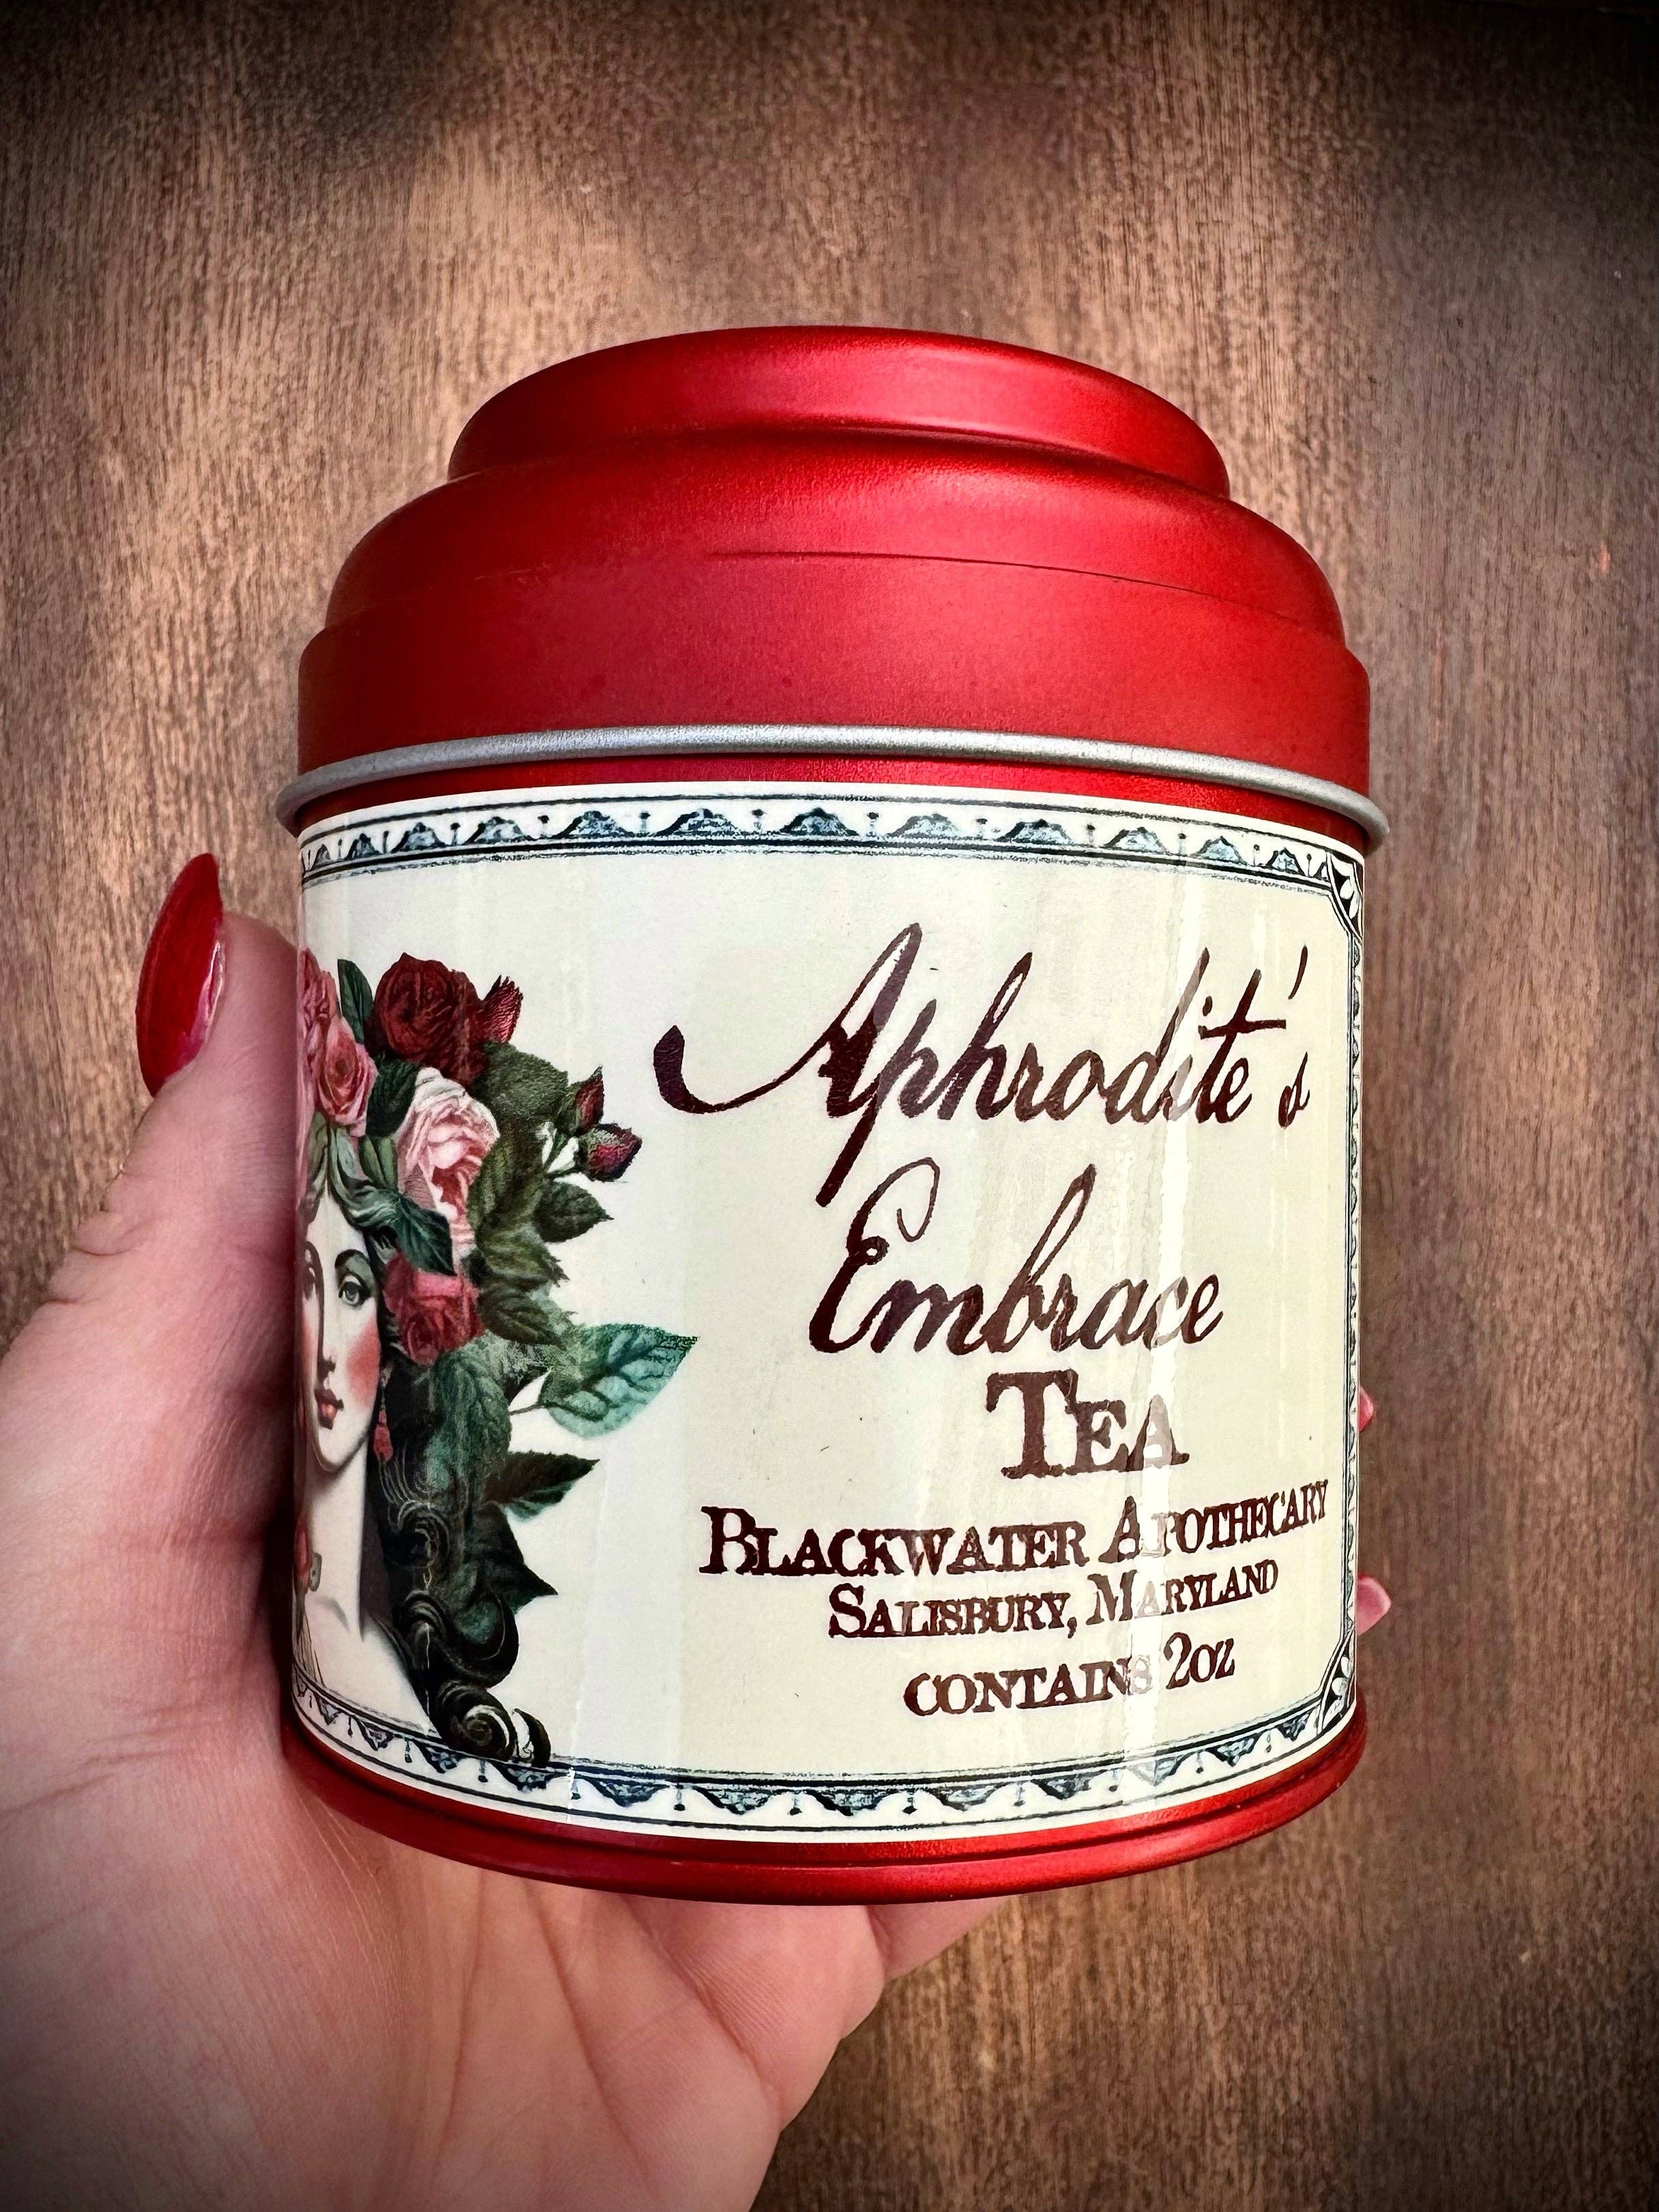 Aphrodite's
Embrace
TEA
BLACKWATER APOTHECARY
SALISBURY, MARYLAND
CONTAINS 2OZ